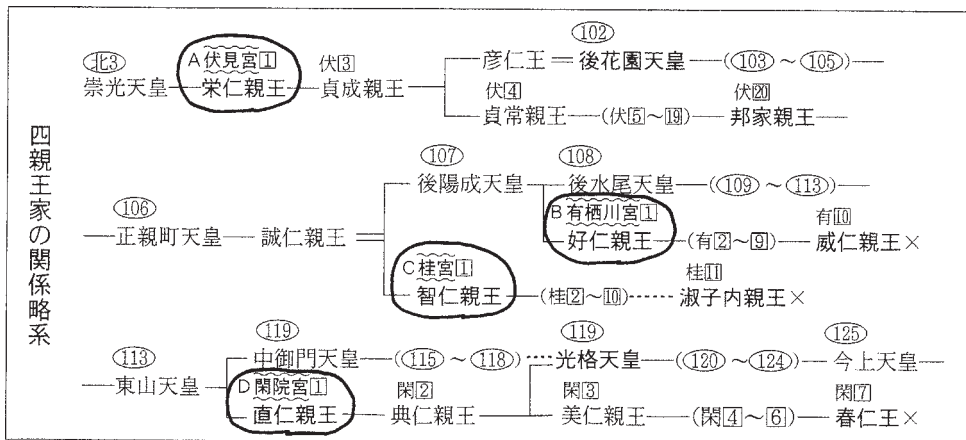 四親王家の関係略系
北3 A伏見宮1 伏3 102
崇光天皇 栄仁親王 貞成親王 彦仁王＝後花園天皇 (103～105)
伏4 伏20
貞常親王 (伏5～19) 邦家親王
107 108
後陽成天皇 後水尾天皇 (109～113)
106 B有栖川宮1 有10
正親町天皇 誠仁親王 好仁親王 (有2～9) 威仁親王×
C桂宮1 桂11
智仁親王 (桂2～10) 淑子内親王×
119 119 125
中御門天皇 (115～118) 光格天皇 (120～124) 今上天皇
113 D閑院宮1 閑2 閑3 閑7
東山天皇 直仁親王 典仁親王 美仁親王 (閑4～6) 春仁王×